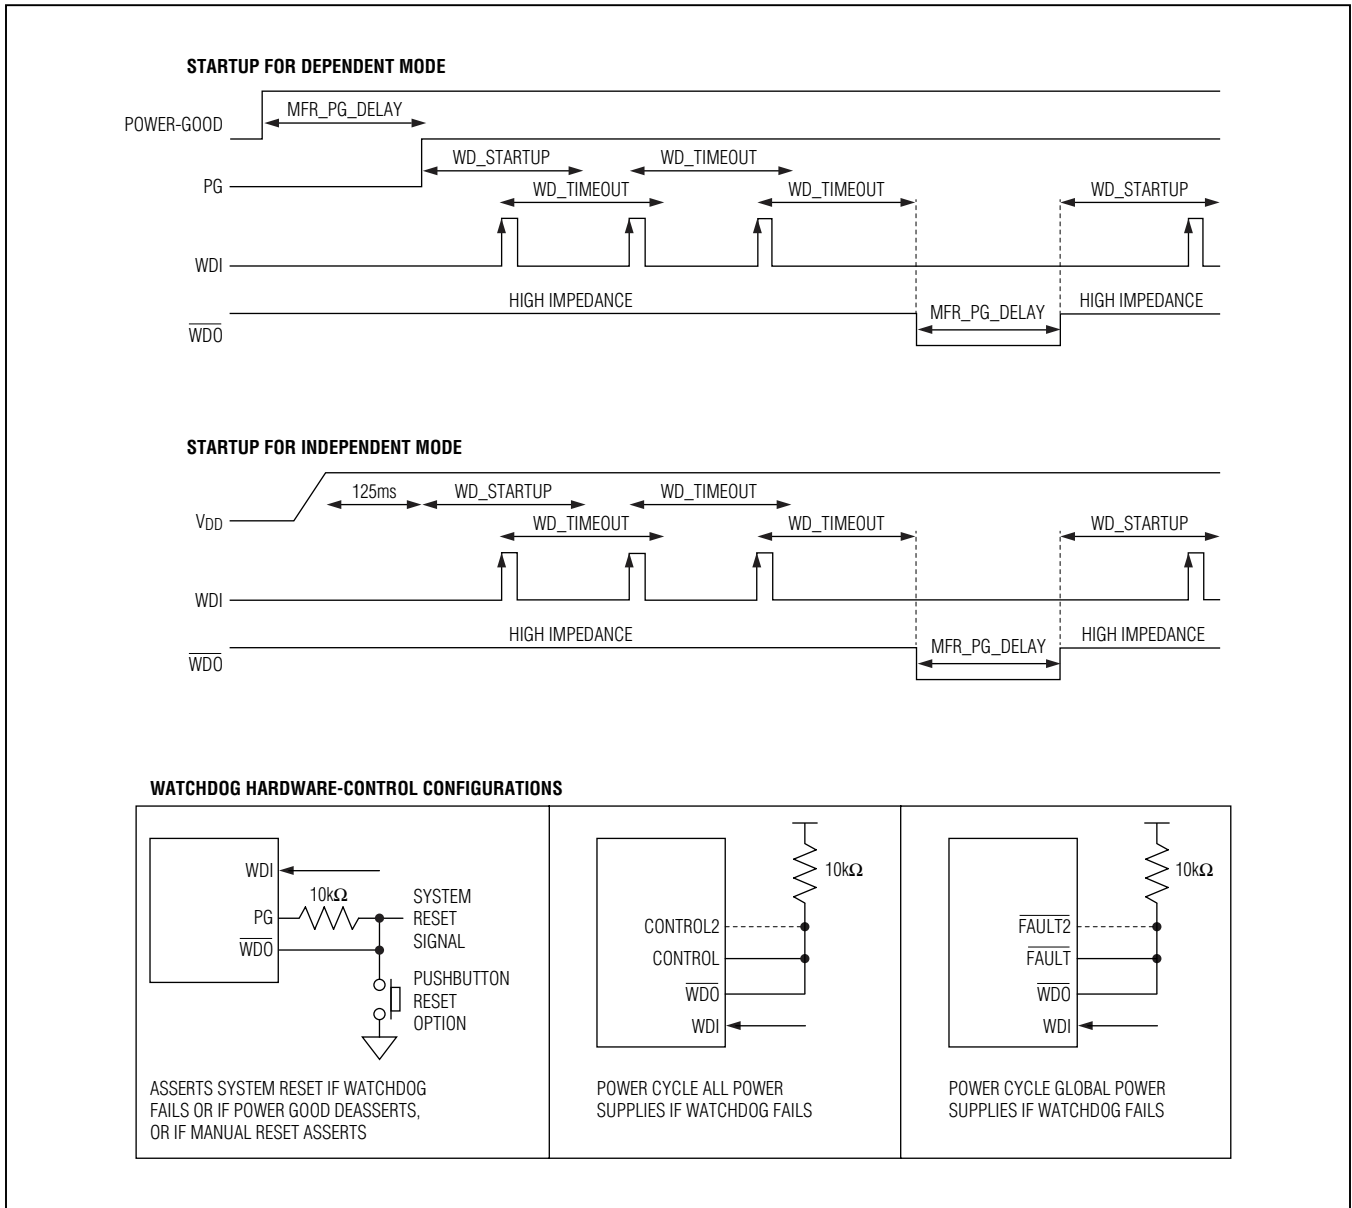 STARTUP FOR DEPENDENT MODE
POWER-GOOD
MFR_PG_DELAY
PG
WD_STARTUP
WD_TIMEOUT
WD_TIMEOUT
WD_TIMEOUT
WD_STARTUP
WDI
HIGH IMPEDANCE
MFR_PG_DELAY
HIGH IMPEDANCE
WDO
STARTUP FOR INDEPENDENT MODE
125ms
WD_STARTUP
WD_TIMEOUT
VDD
WD_TIMEOUT
WD_TIMEOUT
WD_STARTUP
WDI
HIGH IMPEDANCE
MFR_PG_DELAY
HIGH IMPEDANCE
WDO
WATCHDOG HARDWARE-CONTROL CONFIGURATIONS
WDI
10kΩ
PG
WDO
SYSTEM
RESET
SIGNAL
PUSHBUTTON
RESET
OPTION
ASSERTS SYSTEM RESET IF WATCHDOG
FAILS OR IF POWER GOOD DEASSERTS,
OR IF MANUAL RESET ASSERTS
10kΩ
CONTROL2
CONTROL
WDO
WDI
POWER CYCLE ALL POWER
SUPPLIES IF WATCHDOG FAILS
10kΩ
FAULT2
FAULT
WDO
WDI
POWER CYCLE GLOBAL POWER
SUPPLIES IF WATCHDOG FAILS